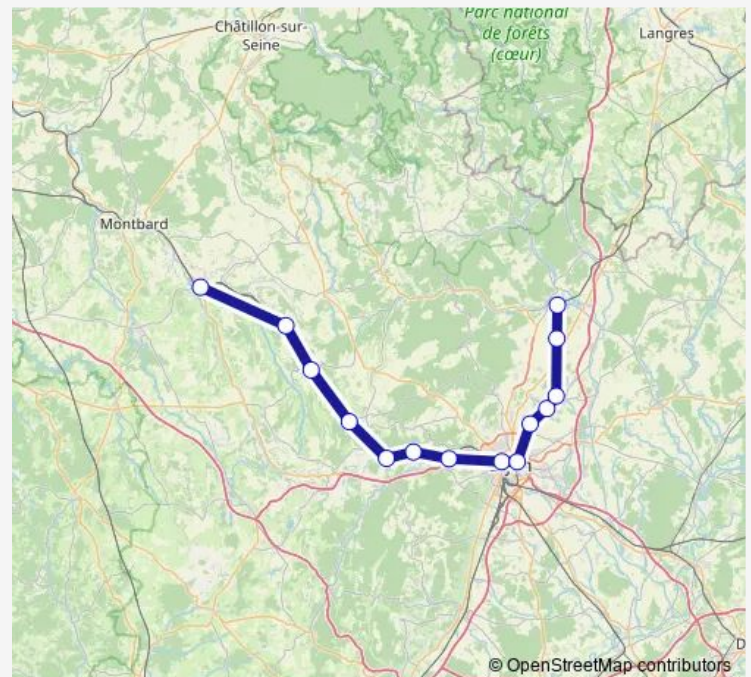 Parc national
de forêts
(cœur)
Châtillon-sur-
Seine
Langres
Montbard
D
© OpenStreetMap contributors